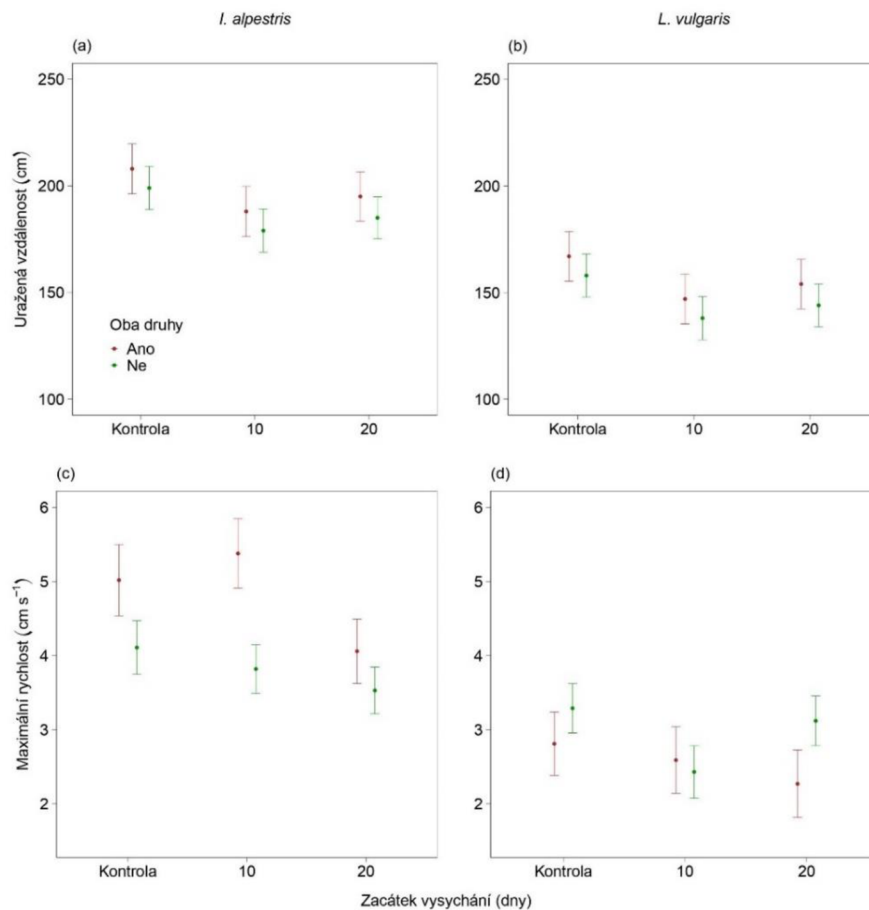 I. alpestris
L. vulgaris
(a)
(b)
Uražená vzdálenost (cm)
250
200
150
100
Oba druhy
Ano
Ne
Kontrola
10
20
250
200
150
100
Kontrola
10
20
(c)
(d)
Maximální rychlost (cm s⁻¹)
6
5
4
3
2
Kontrola
10
20
6
5
4
3
2
Kontrola
10
20
Zacátek vysychání (dny)